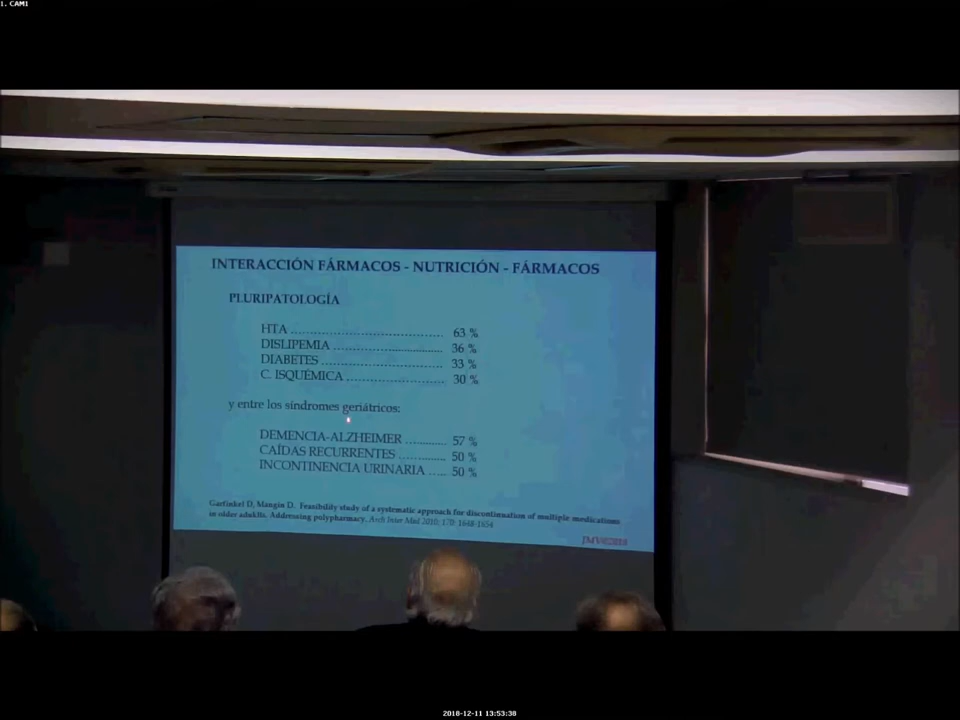 1. CAM1
INTERACCIÓN FÁRMACOS - NUTRICIÓN - FÁRMACOS
PLURIPATOLOGÍA
HTA ........................................ 63 %
DISLIPEMIA ............................. 36 %
DIABETES ................................ 33 %
C. ISQUÉMICA ......................... 30 %
y entre los síndromes geriátricos:
DEMENCIA-ALZHEIMER ............ 57 %
CAÍDAS RECURRENTES ............. 50 %
INCONTINENCIA URINARIA ..... 50 %
Garfinkel D, Mangin D. Feasibility study of a systematic approach for discontinuation of multiple medications
in older adults. Addressing polypharmacy. Arch Inter Med 2010; 170: 1648-1654
2018-12-11 13:53:38